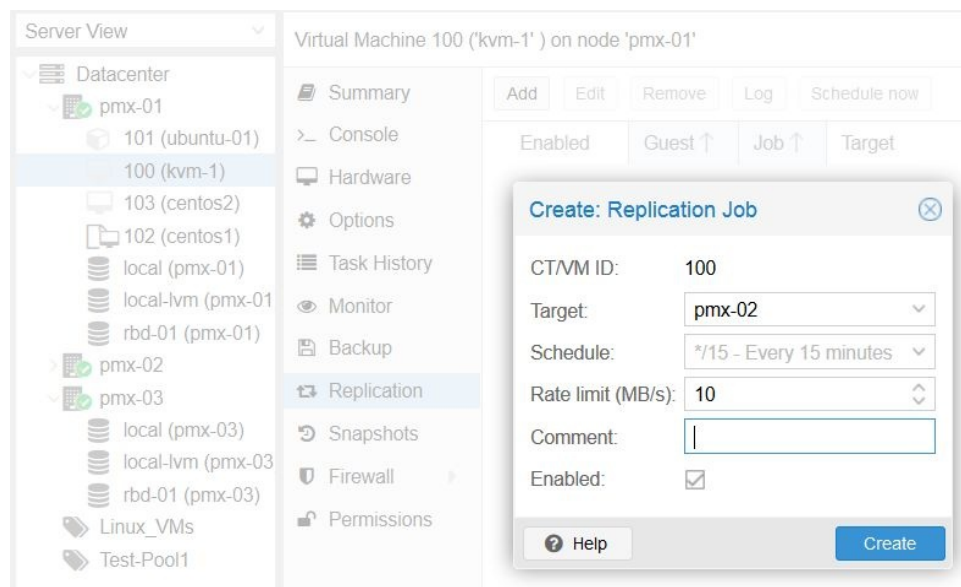 Server View
Datacenter
pmx-01
101 (ubuntu-01)
100 (kvm-1)
103 (centos2)
102 (centos1)
local (pmx-01)
local-lvm (pmx-01
rbd-01 (pmx-01)
pmx-02
pmx-03
local (pmx-03)
local-lvm (pmx-03
rbd-01 (pmx-03)
Linux_VMs
Test-Pool1
Virtual Machine 100 ('kvm-1' ) on node 'pmx-01'
Summary
>_ Console
Hardware
Options
Task History
Monitor
Backup
Replication
Snapshots
Firewall
Permissions
Add Edit Remove Log Schedule now
Enabled Guest ↑ Job ↑ Target
Create: Replication Job
CT/VM ID: 100
Target: pmx-02
Schedule: */15 - Every 15 minutes
Rate limit (MB/s): 10
Comment:
Enabled:
Help Create